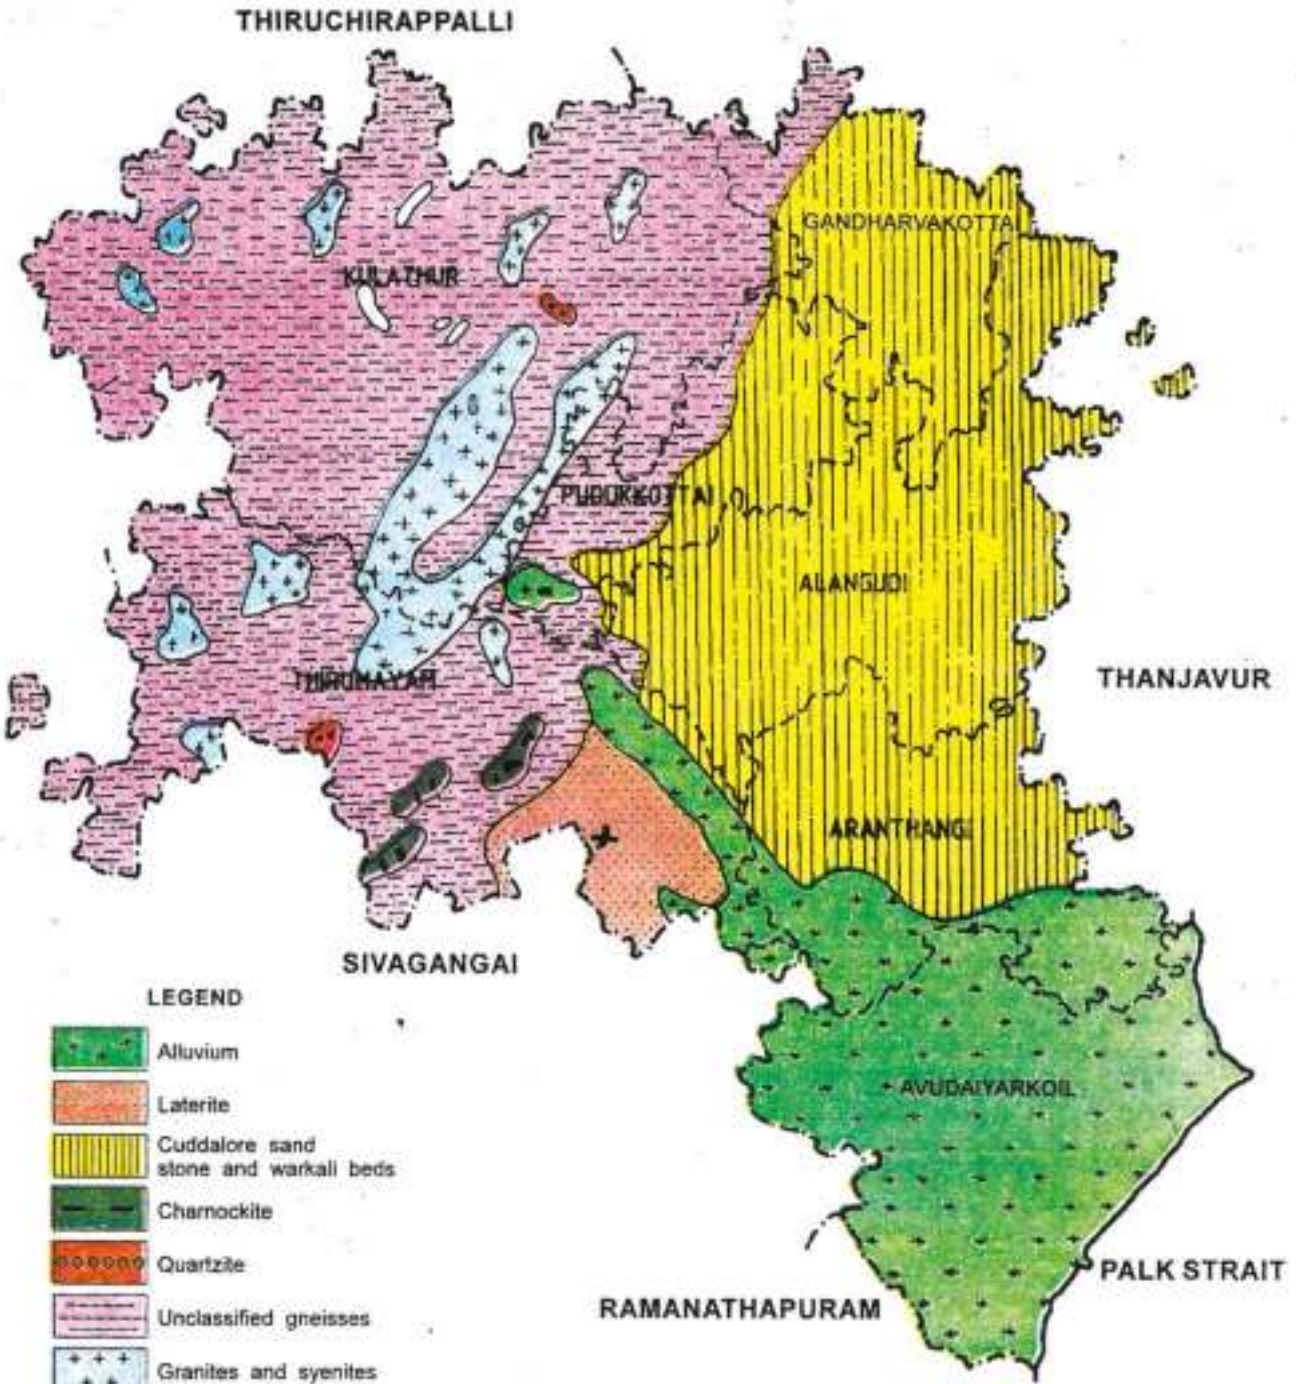 THIRUCHIRAPPALLI
GANDHARVAKOTTAI
KULATHUR
PUDUKKOTTAI
ALANGUDI
THIRUMAYAM
THANJAVUR
ARANTHANGI
SIVAGANGAI
LEGEND
Alluvium
AVUDAIYARKOIL
Laterite
Cuddalore sand
stone and warkali beds
Charnockite
Quartzite
PALK STRAIT
RAMANATHAPURAM
Unclassified gneisses
Granites and syenites